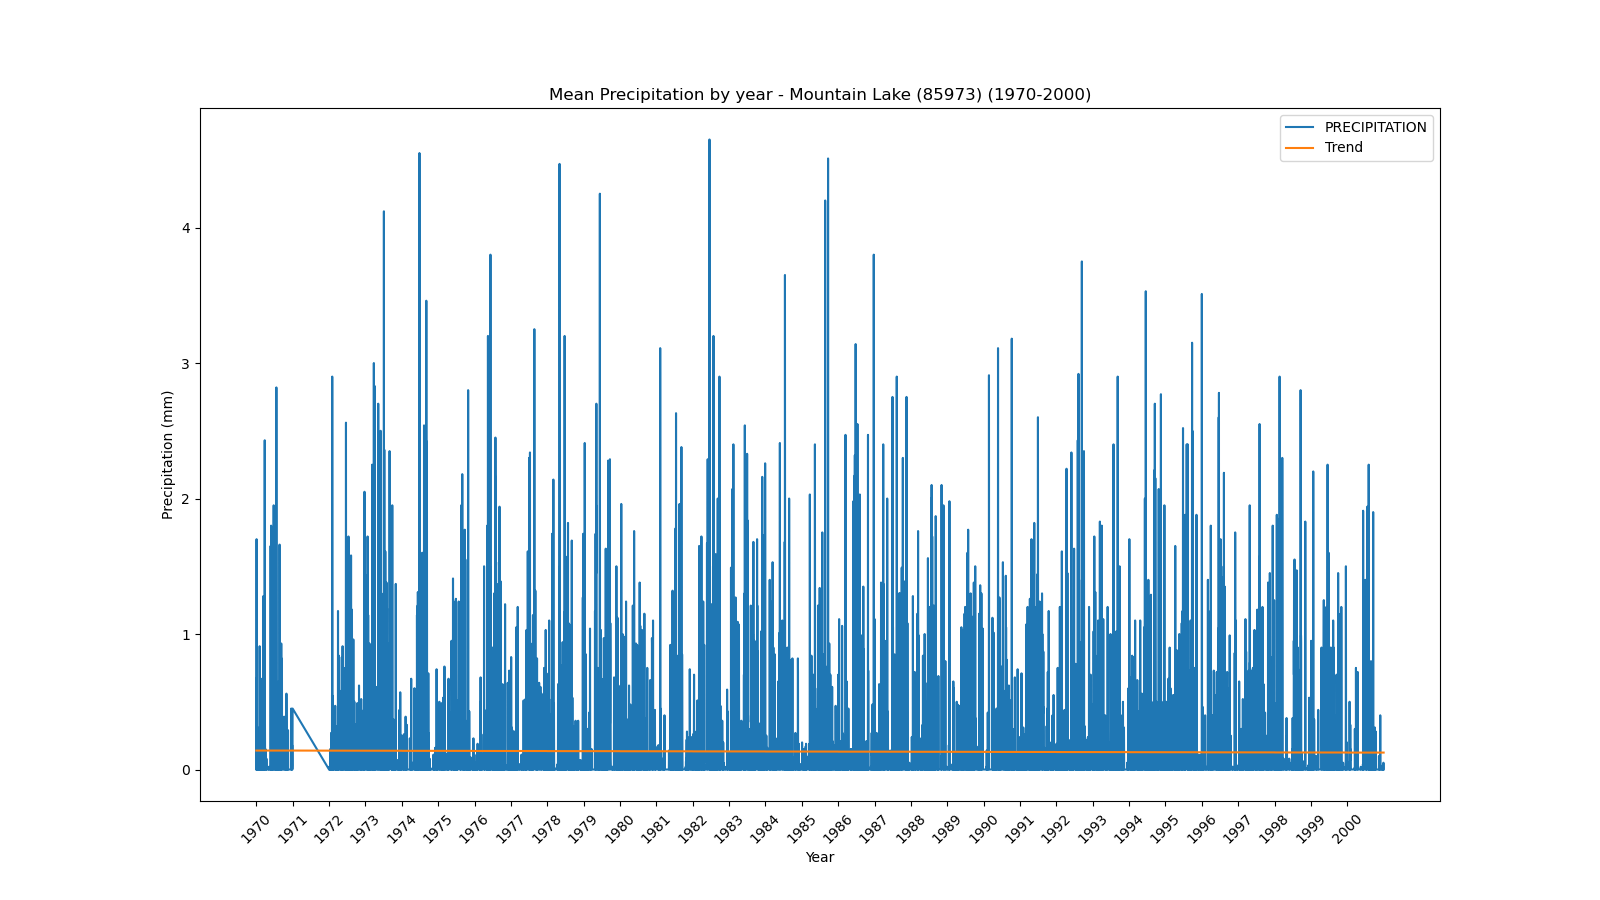 Mean Precipitation by year - Mountain Lake (85973) (1970-2000)
PRECIPITATION
Trend
4
3
2
1
0
Precipitation (mm)
1970 1971 1972 1973 1974 1975 1976 1977 1978 1979 1980 1981 1982 1983 1984 1985 1986 1987 1988 1989 1990 1991 1992 1993 1994 1995 1996 1997 1998 1999 2000
Year